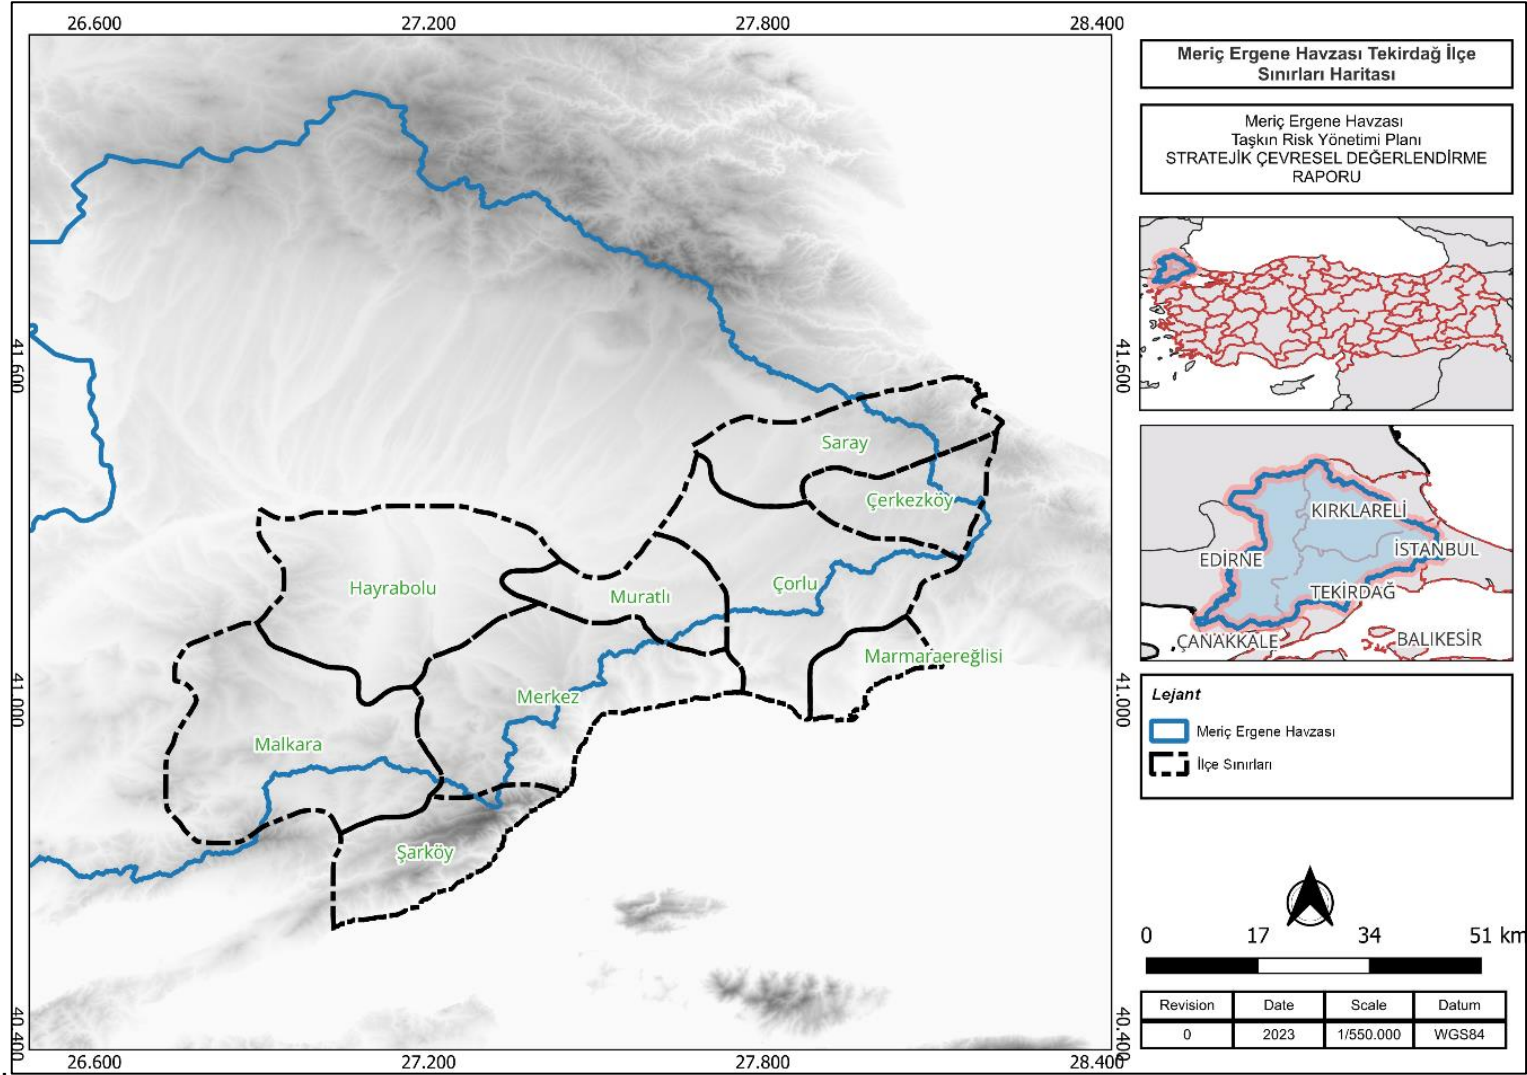 26.600 27.200 27.800 28.400
41.600 41.600
41.000 41.000
40.400 40.400
26.600 27.200 27.800 28.400
Saray
Çerkezköy
Hayrabolu
Muratlı
Çorlu
Marmaraereğlisi
Merkez
Malkara
Şarköy
Meriç Ergene Havzası Tekirdağ İlçe
Sınırları Haritası
Meriç Ergene Havzası
Taşkın Risk Yönetimi Planı
STRATEJİK ÇEVRESEL DEĞERLENDİRME
RAPORU
KIRKLARELİ
İSTANBUL
EDİRNE
TEKİRDAĞ
ÇANAKKALE
BALIKESİR
Lejant
Meriç Ergene Havzası
İlçe Sınırları
0 17 34 51 km
Revision Date Scale Datum
0 2023 1/550.000 WGS84